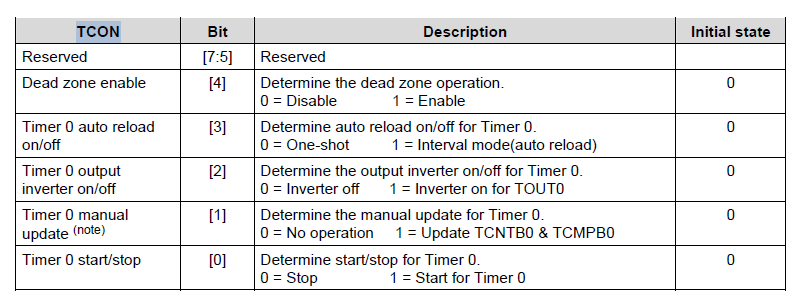 TCON Bit Description Initial state
Reserved [7:5] Reserved
Dead zone enable [4] Determine the dead zone operation. 0
0 = Disable 1 = Enable
Timer 0 auto reload [3] Determine auto reload on/off for Timer 0. 0
on/off 0 = One-shot 1 = Interval mode(auto reload)
Timer 0 output [2] Determine the output inverter on/off for Timer 0. 0
inverter on/off 0 = Inverter off 1 = Inverter on for TOUT0
Timer 0 manual [1] Determine the manual update for Timer 0. 0
update (note) 0 = No operation 1 = Update TCNTB0 & TCMPB0
Timer 0 start/stop [0] Determine start/stop for Timer 0. 0
0 = Stop 1 = Start for Timer 0